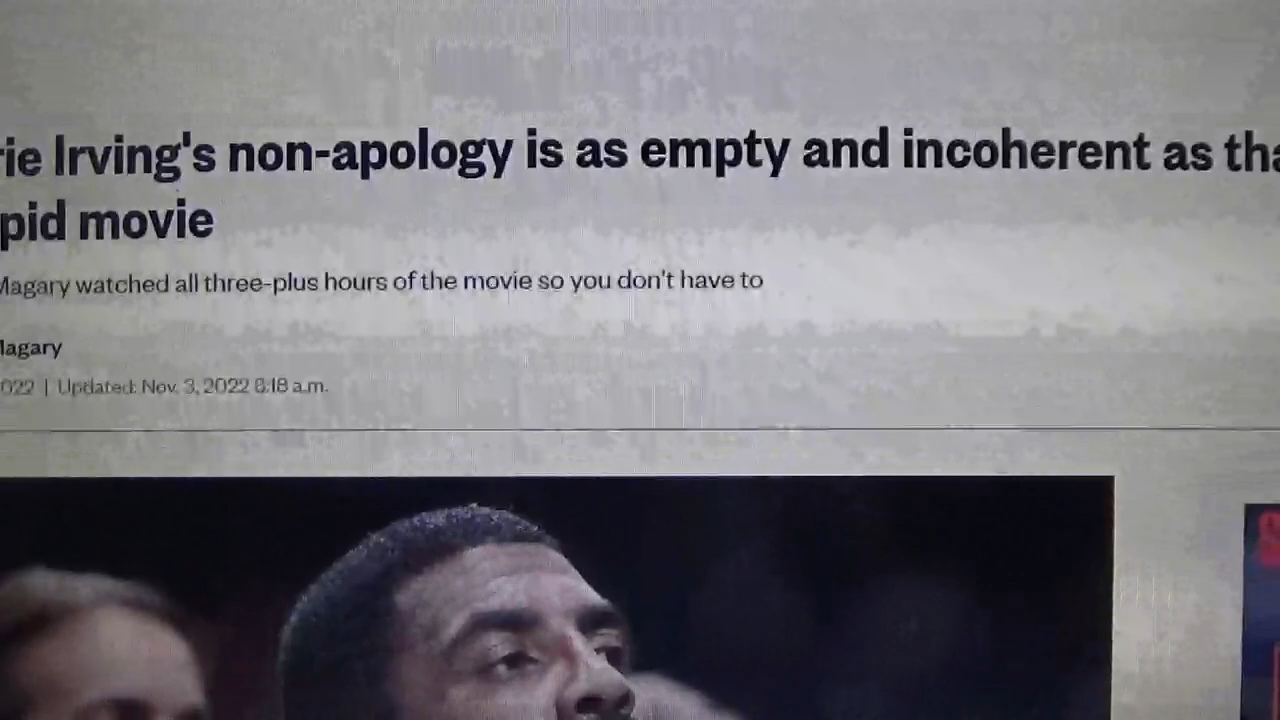 rie Irving's non-apology is as empty and incoherent as tha
pid movie
Magary watched all three-plus hours of the movie so you don't have to
Magary
022 | Updated: Nov. 3, 2022 8:18 a.m.